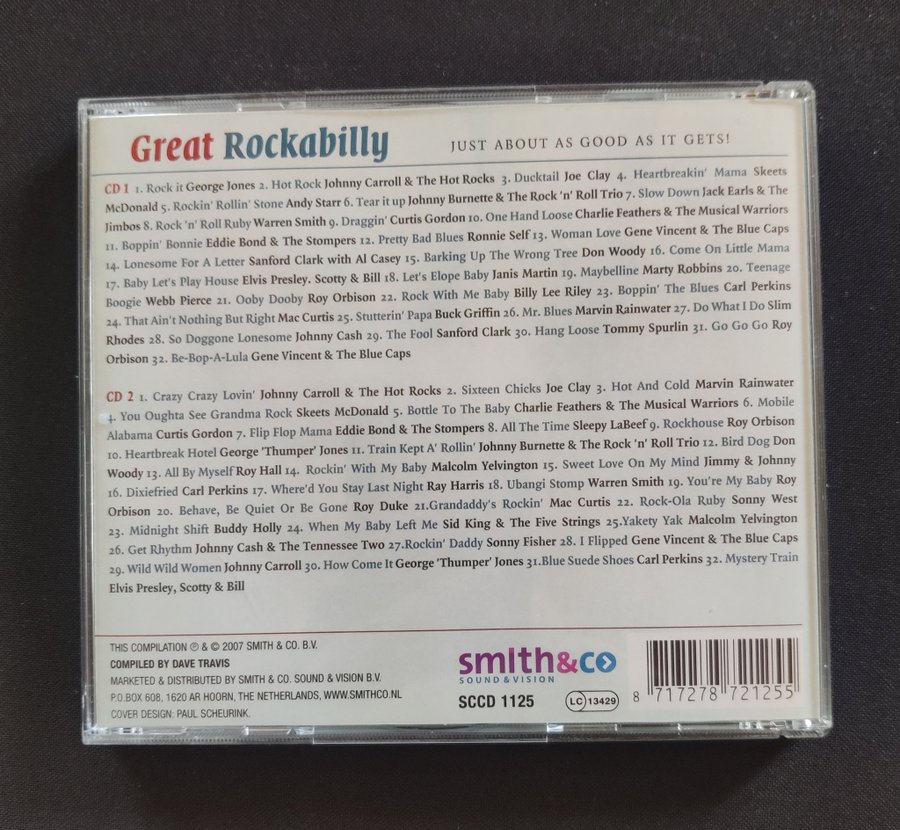 Great Rockabilly JUST ABOUT AS GOOD AS IT GETS!
CD 1 1. Rock it George Jones 2. Hot Rock Johnny Carroll & The Hot Rocks 3. Ducktail Joe Clay 4. Heartbreakin' Mama Skeets
McDonald 5. Rockin' Rollin' Stone Andy Starr 6. Tear it up Johnny Burnette & The Rock 'n' Roll Trio 7. Slow Down Jack Earls & The
Jimbos 8. Rock 'n' Roll Ruby Warren Smith 9. Draggin' Curtis Gordon 10. One Hand Loose Charlie Feathers & The Musical Warriors
11. Boppin' Bonnie Eddie Bond & The Stompers 12. Pretty Bad Blues Ronnie Self 13. Woman Love Gene Vincent & The Blue Caps
14. Lonesome For A Letter Sanford Clark with Al Casey 15. Barking Up The Wrong Tree Don Woody 16. Come On Little Mama
17. Baby Let's Play House Elvis Presley. Scotty & Bill 18. Let's Elope Baby Janis Martin 19. Maybelline Marty Robbins 20. Teenage
Boogie Webb Pierce 21. Ooby Dooby Roy Orbison 22. Rock With Me Baby Billy Lee Riley 23. Boppin' The Blues Carl Perkins
24. That Ain't Nothing But Right Mac Curtis 25. Stutterin' Papa Buck Griffin 26. Mr. Blues Marvin Rainwater 27. Do What I Do Slim
Rhodes 28. So Doggone Lonesome Johnny Cash 29. The Fool Sanford Clark 30. Hang Loose Tommy Spurlin 31. Go Go Go Roy
Orbison 32. Be-Bop-A-Lula Gene Vincent & The Blue Caps
CD 2 1. Crazy Crazy Lovin' Johnny Carroll & The Hot Rocks 2. Sixteen Chicks Joe Clay 3. Hot And Cold Marvin Rainwater
4. You Oughta See Grandma Rock Skeets McDonald 5. Bottle To The Baby Charlie Feathers & The Musical Warriors 6. Mobile
Alabama Curtis Gordon 7. Flip Flop Mama Eddie Bond & The Stompers 8. All The Time Sleepy LaBeef 9. Rockhouse Roy Orbison
10. Heartbreak Hotel George 'Thumper' Jones 11. Train Kept A' Rollin' Johnny Burnette & The Rock 'n' Roll Trio 12. Bird Dog Don
Woody 13. All By Myself Roy Hall 14. Rockin' With My Baby Malcolm Yelvington 15. Sweet Love On My Mind Jimmy & Johnny
16. Dixiefried Carl Perkins 17. Where'd You Stay Last Night Ray Harris 18. Ubangi Stomp Warren Smith 19. You're My Baby Roy
Orbison 20. Behave, Be Quiet Or Be Gone Roy Duke 21.Grandaddy's Rockin' Mac Curtis 22. Rock-Ola Ruby Sonny West
23. Midnight Shift Buddy Holly 24. When My Baby Left Me Sid King & The Five Strings 25.Yakety Yak Malcolm Yelvington
26. Get Rhythm Johnny Cash & The Tennessee Two 27.Rockin' Daddy Sonny Fisher 28. I Flipped Gene Vincent & The Blue Caps
29. Wild Wild Women Johnny Carroll 30. How Come It George 'Thumper' Jones 31.Blue Suede Shoes Carl Perkins 32. Mystery Train
Elvis Presley, Scotty & Bill
THIS COMPILATION ℗ & © 2007 SMITH & CO. B.V.
COMPILED BY DAVE TRAVIS
MARKETED & DISTRIBUTED BY SMITH & CO. SOUND & VISION B.V.
P.O.BOX 608, 1620 AR HOORN, THE NETHERLANDS, WWW.SMITHCO.NL
COVER DESIGN: PAUL SCHEURINK.
smith&co
SOUND & VISION
SCCD 1125
LC 13429
8 717278 721255